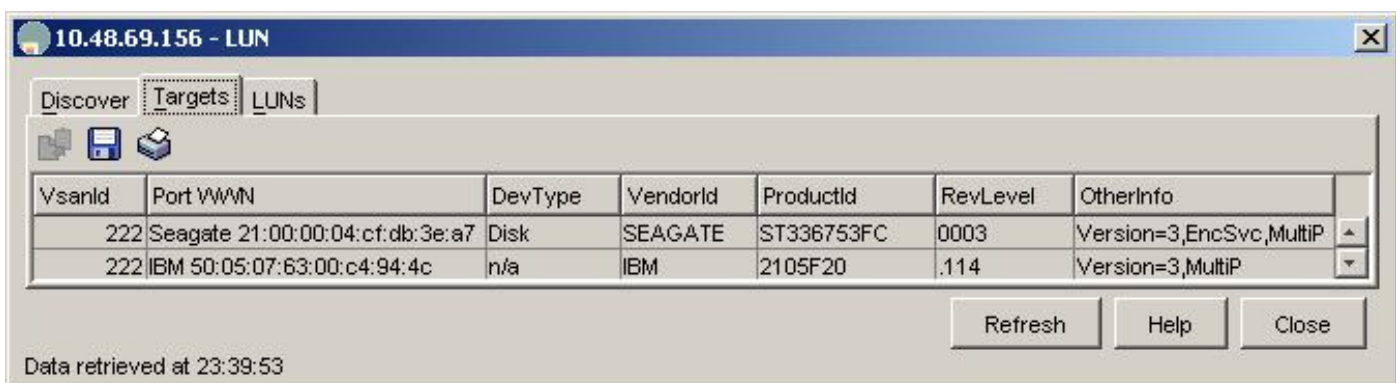 10.48.69.156 - LUN
Discover Targets LUNs
VsanId Port WWN DevType VendorId ProductId RevLevel OtherInfo
222 Seagate 21:00:00:04:cf:db:3e:a7 Disk SEAGATE ST336753FC 0003 Version=3,EncSvc,MultiP
222 IBM 50:05:07:63:00:c4:94:4c n/a IBM 2105F20 .114 Version=3,MultiP
Refresh Help Close
Data retrieved at 23:39:53